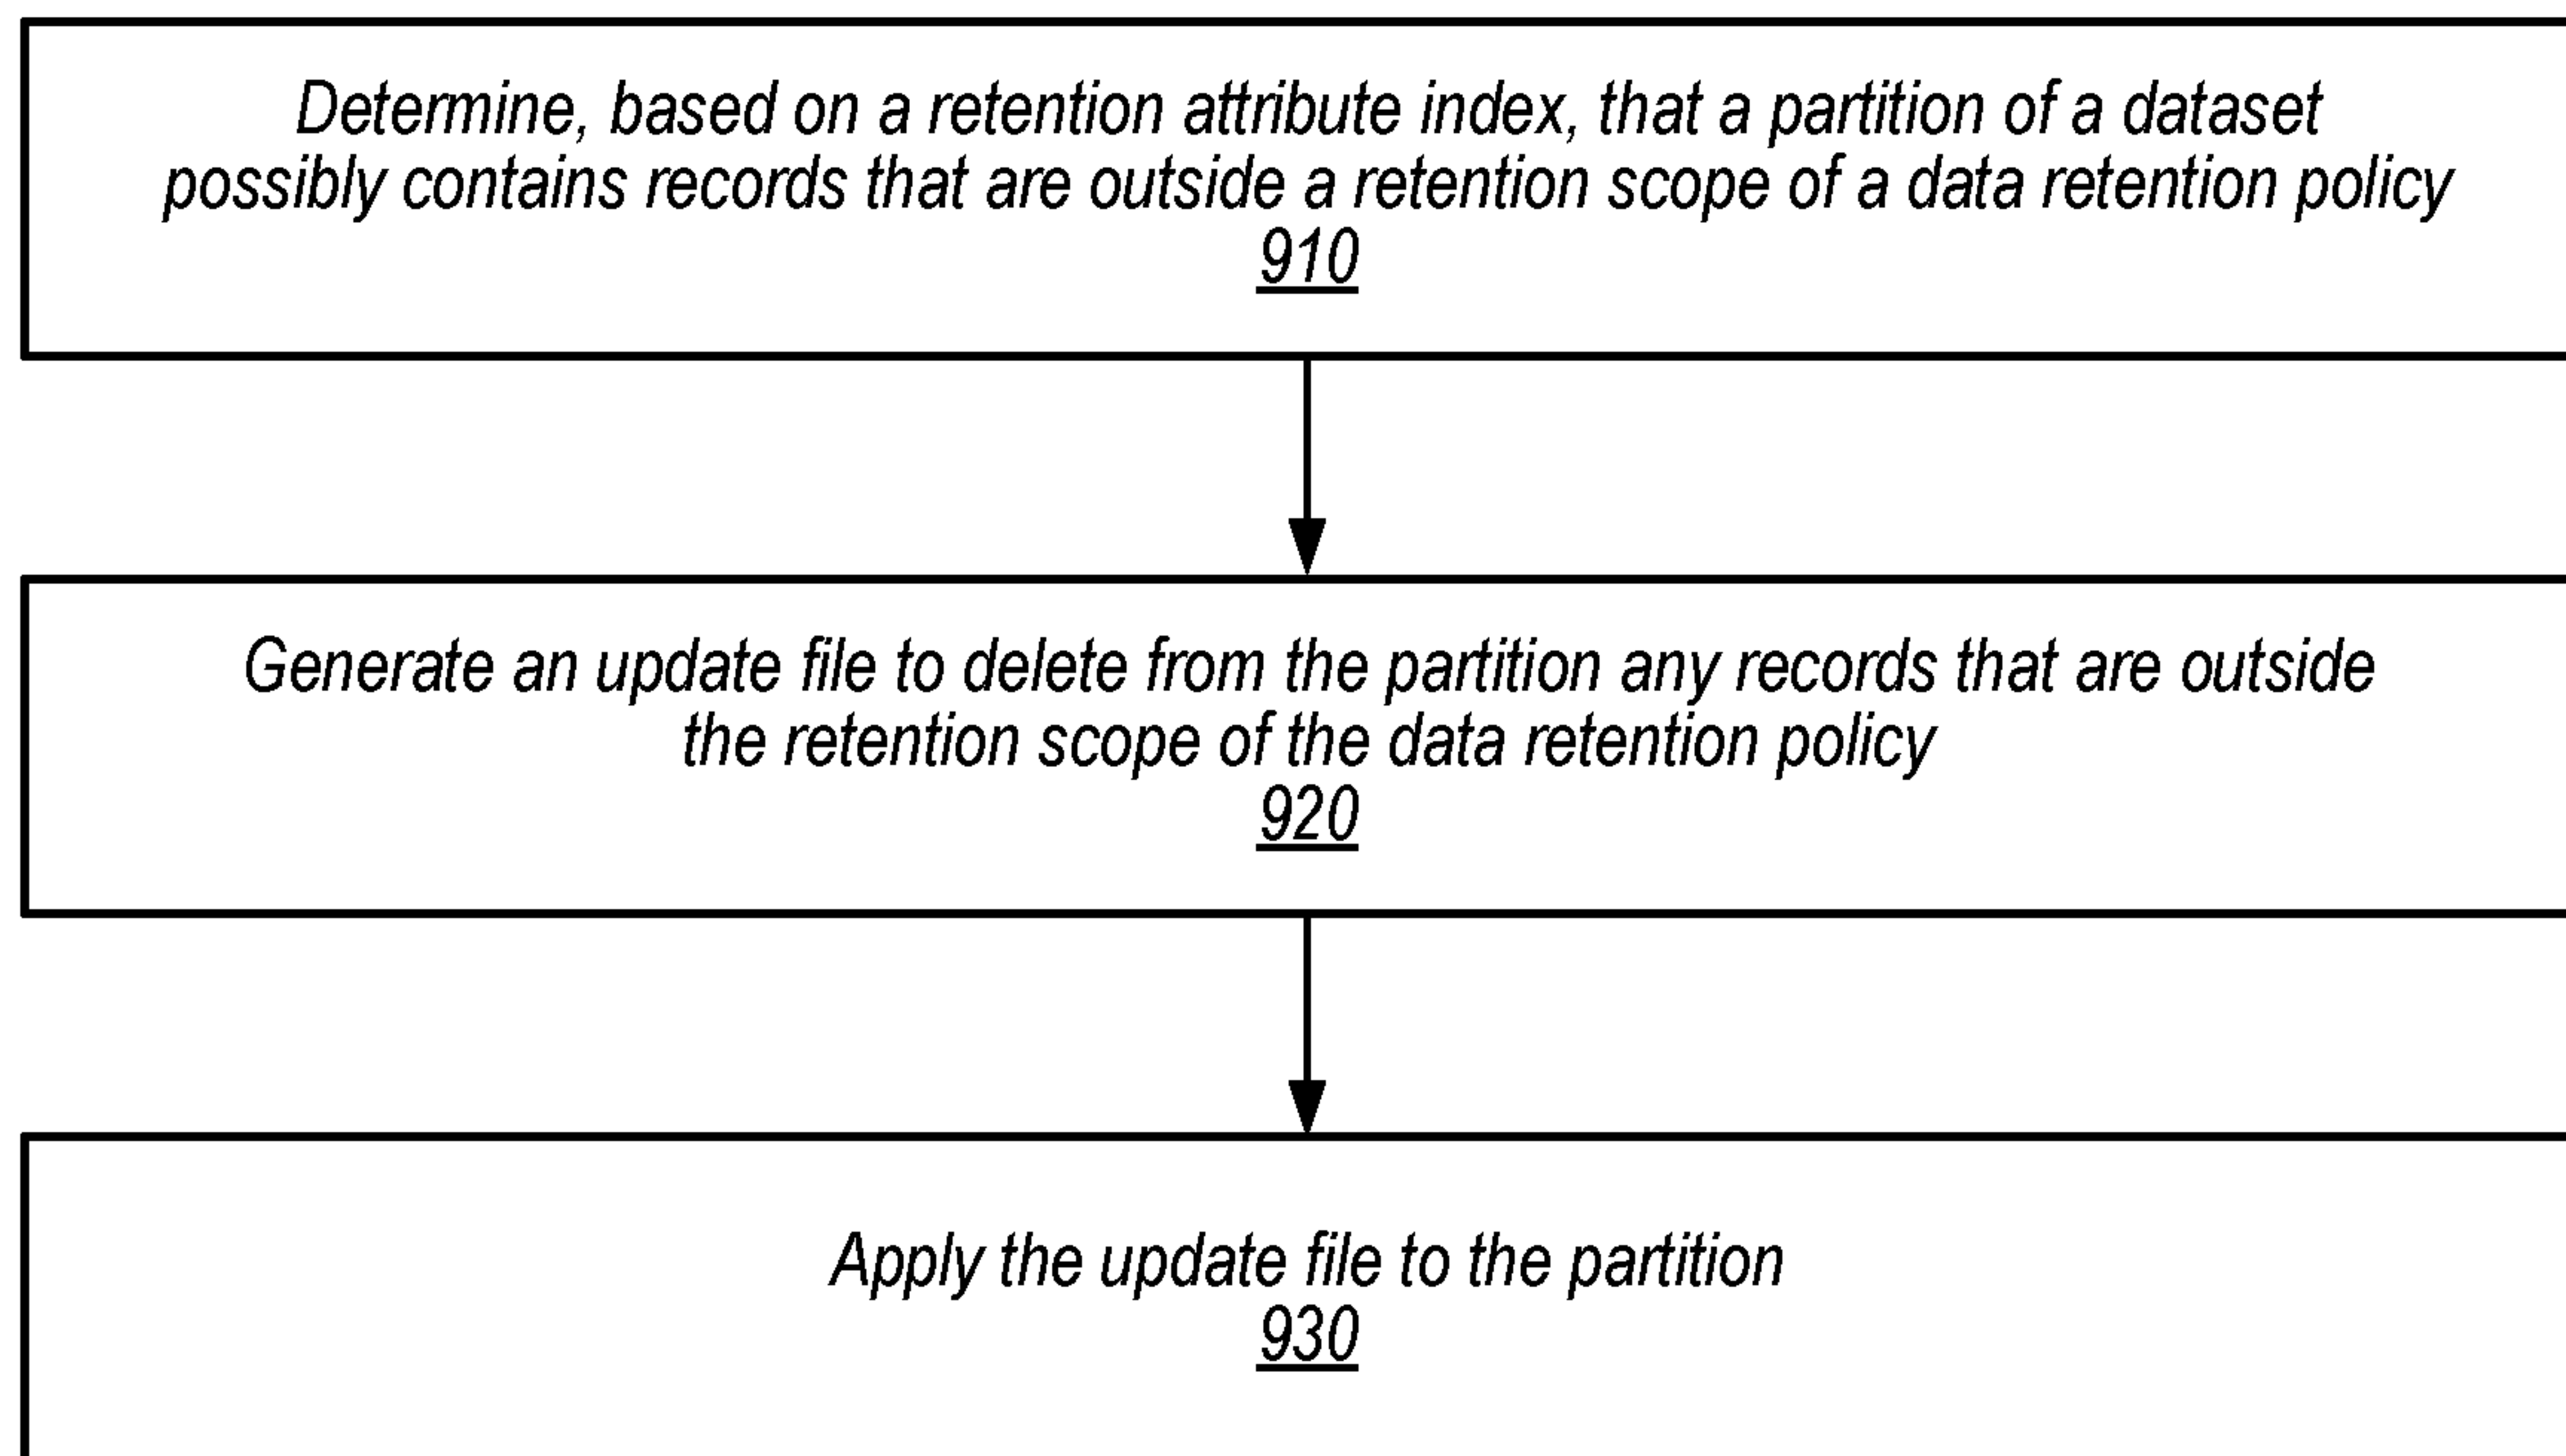 Determine, based on a retention attribute index, that a partition of a dataset
possibly contains records that are outside a retention scope of a data retention policy
910
Generate an update file to delete from the partition any records that are outside
the retention scope of the data retention policy
920
Apply the update file to the partition
930